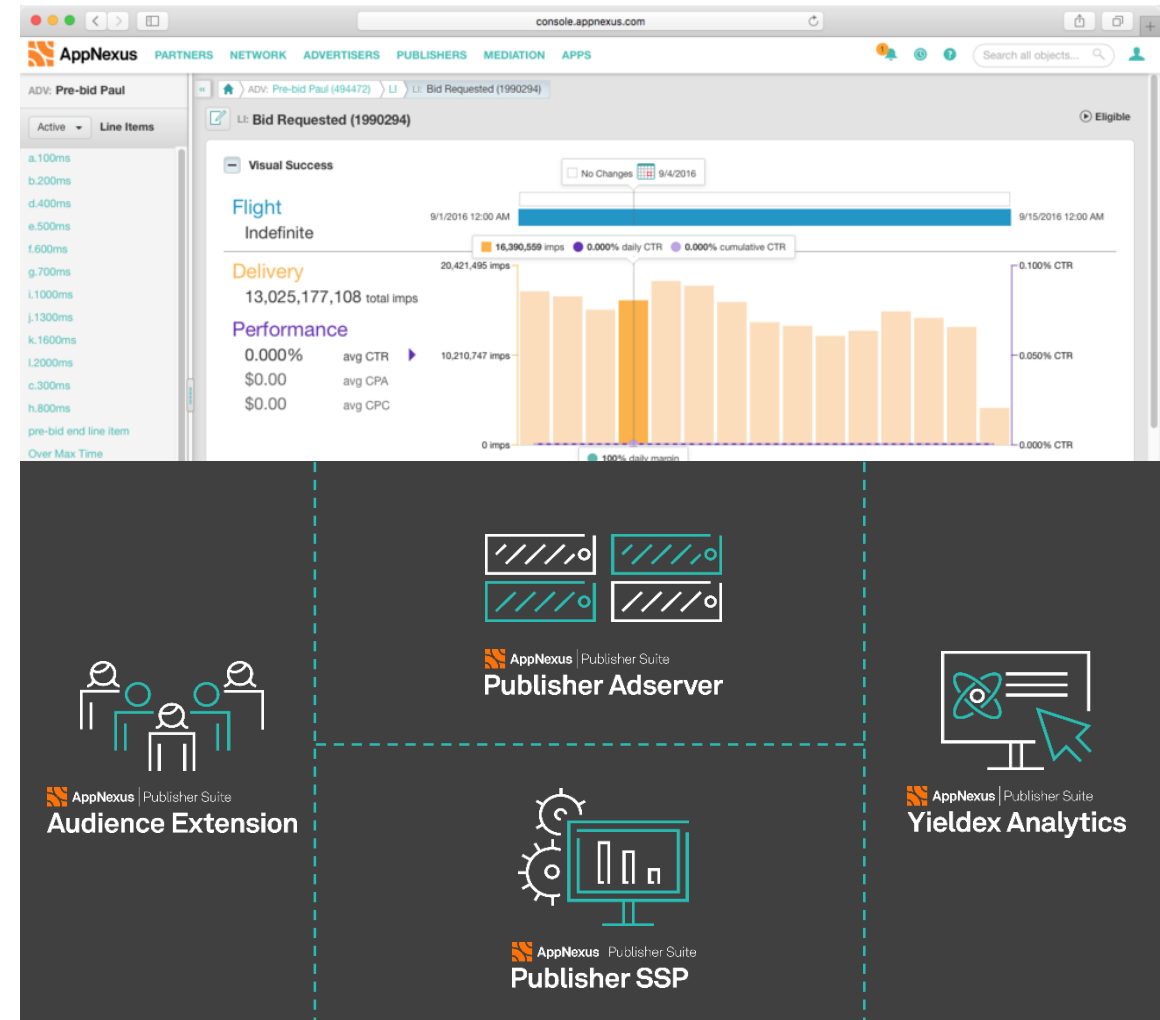 console.appnexus.com
AppNexus PARTNERS NETWORK ADVERTISERS PUBLISHERS MEDIATION APPS 1 Search all objects...
ADV: Pre-bid Paul
« ADV: Pre-bid Paul (494472) LI LI: Bid Requested (1990294)
Active Line Items
LI: Bid Requested (1990294) Eligible
a.100ms
b.200ms
d.400ms
e.500ms
f.600ms
g.700ms
i.1000ms
j.1300ms
k.1600ms
l.2000ms
c.300ms
h.800ms
pre-bid end line item
Over Max Time
Visual Success
No Changes 9/4/2016
Flight
Indefinite
9/1/2016 12:00 AM 9/15/2016 12:00 AM
16,390,559 imps 0.000% daily CTR 0.000% cumulative CTR
Delivery
13,025,177,108 total imps
Performance
0.000% avg CTR
$0.00 avg CPA
$0.00 avg CPC
20,421,495 imps 0.100% CTR
10,210,747 imps 0.050% CTR
0 imps 0.000% CTR
100% daily margin
AppNexus Publisher Suite
Audience Extension
AppNexus Publisher Suite
Publisher Adserver
AppNexus Publisher Suite
Publisher SSP
AppNexus Publisher Suite
Yieldex Analytics